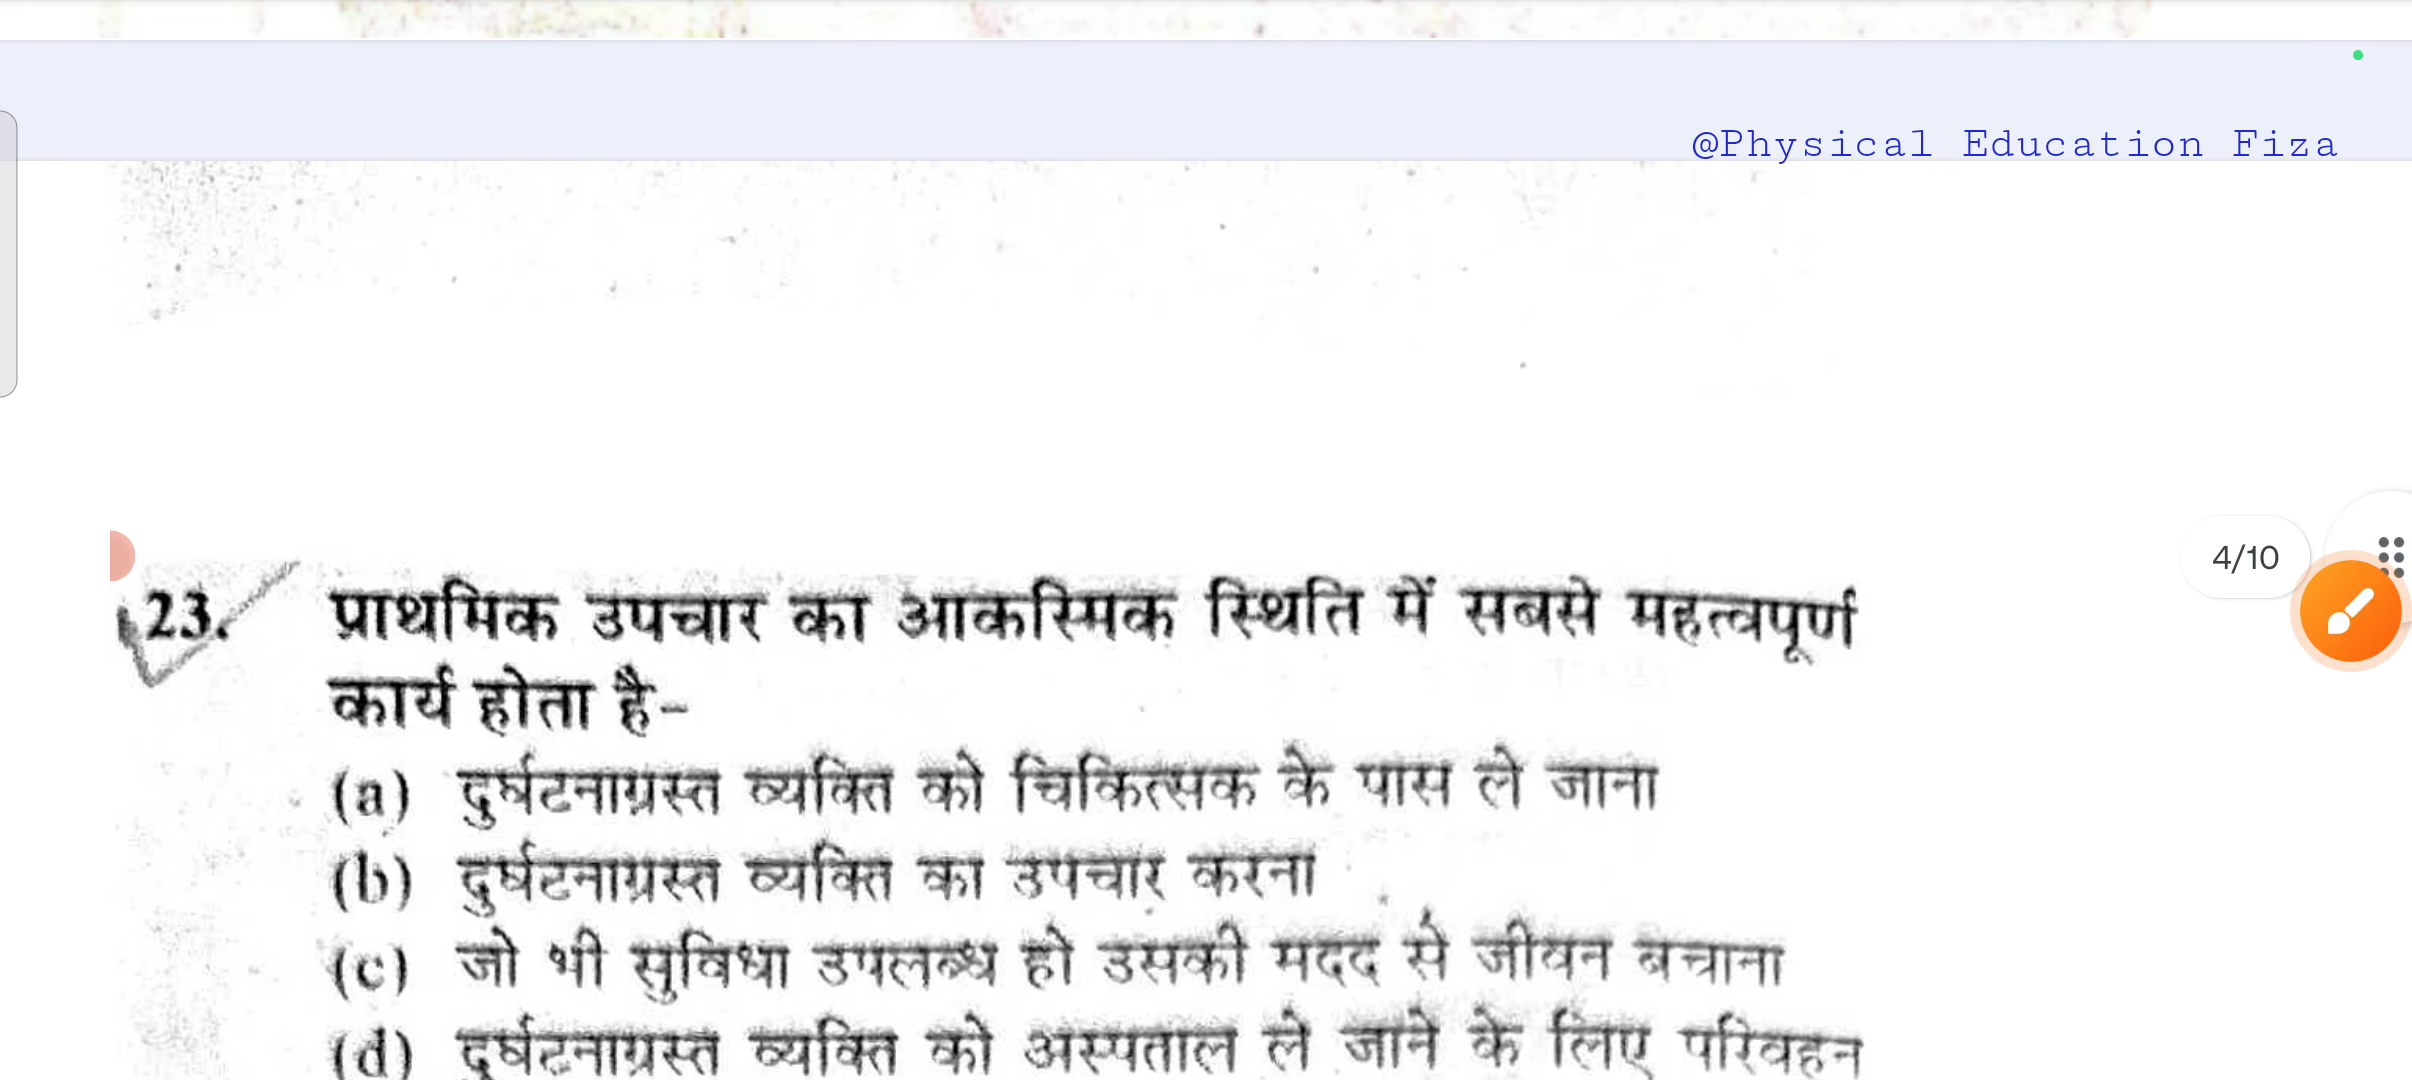 @Physical Education Fiza
4/10
23. प्राथमिक उपचार का आकस्मिक स्थिति में सबसे महत्वपूर्ण
कार्य होता है-
(a) दुर्घटनाग्रस्त व्यक्ति को चिकित्सक के पास ले जाना
(b) दुर्घटनाग्रस्त व्यक्ति का उपचार करना
(c) जो भी सुविधा उपलब्ध हो उसकी मदद से जीवन बचाना
(d) दुर्घटनाग्रस्त व्यक्ति को अस्पताल ले जाने के लिए परिवहन